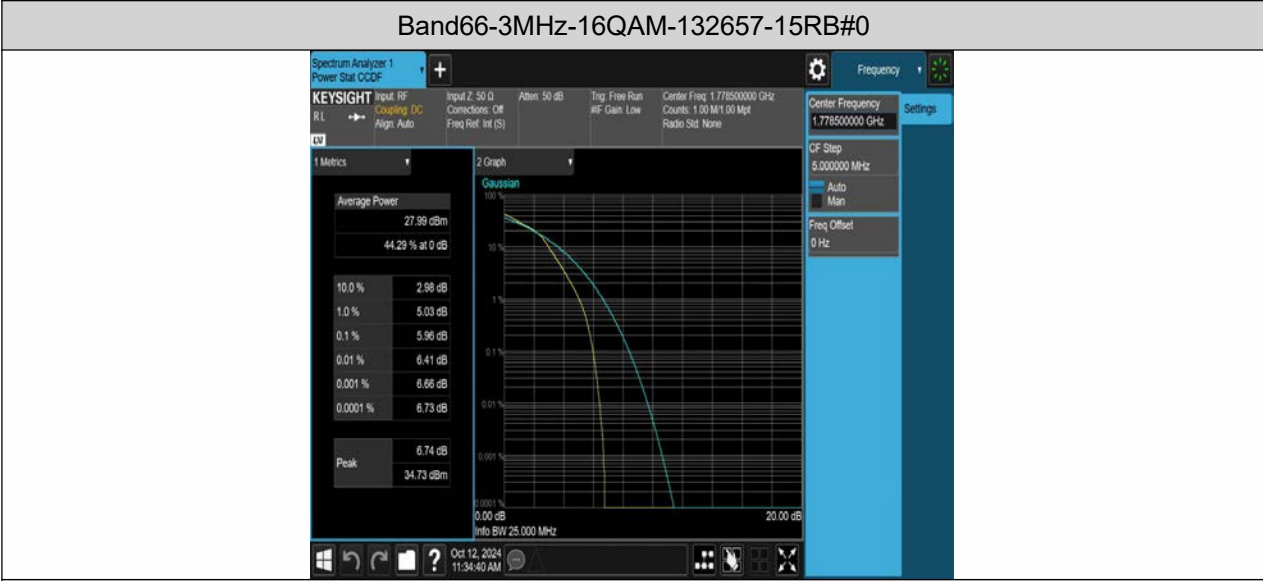 Band66-3MHz-16QAM-132657-15RB#0
Spectrum Analyzer 1
Power Stat CCDF
+
Frequency
KEYSIGHT
RL
LXI
Input: RF
Coupling: DC
Align: Auto
Input Z: 50 Ω
Corrections: Off
Freq Ref: Int (S)
Atten: 50 dB
Trig: Free Run
#IF Gain: Low
Center Freq: 1.778500000 GHz
Counts: 1.00 M/1.00 Mpt
Radio Std: None
Center Frequency
1.778500000 GHz
Settings
CF Step
5.000000 MHz
Auto
Man
Freq Offset
0 Hz
1 Metrics
Average Power
27.99 dBm
44.29 % at 0 dB
10.0 % 2.98 dB
1.0 % 5.03 dB
0.1 % 5.96 dB
0.01 % 6.41 dB
0.001 % 6.66 dB
0.0001 % 6.73 dB
Peak
6.74 dB
34.73 dBm
2 Graph
Gaussian
100 %
10 %
1 %
0.1 %
0.01 %
0.001 %
0.0001 %
0.00 dB
20.00 dB
Info BW 25.000 MHz
?
Oct 12, 2024
11:34:40 AM